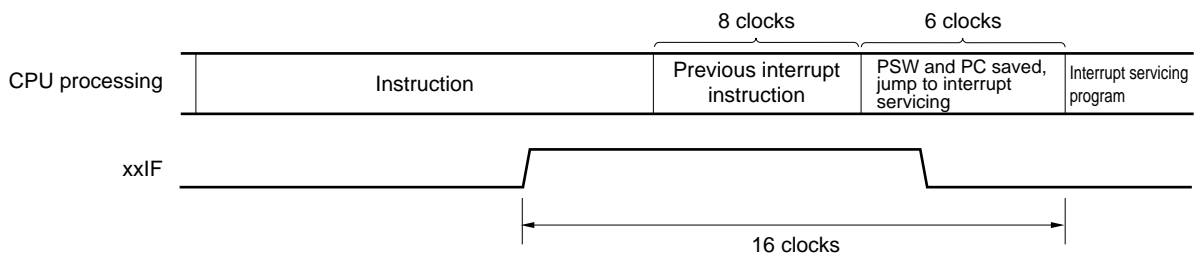 8 clocks
6 clocks
CPU processing
Instruction
Previous interrupt
instruction
PSW and PC saved,
jump to interrupt
servicing
Interrupt servicing
program
xxIF
16 clocks